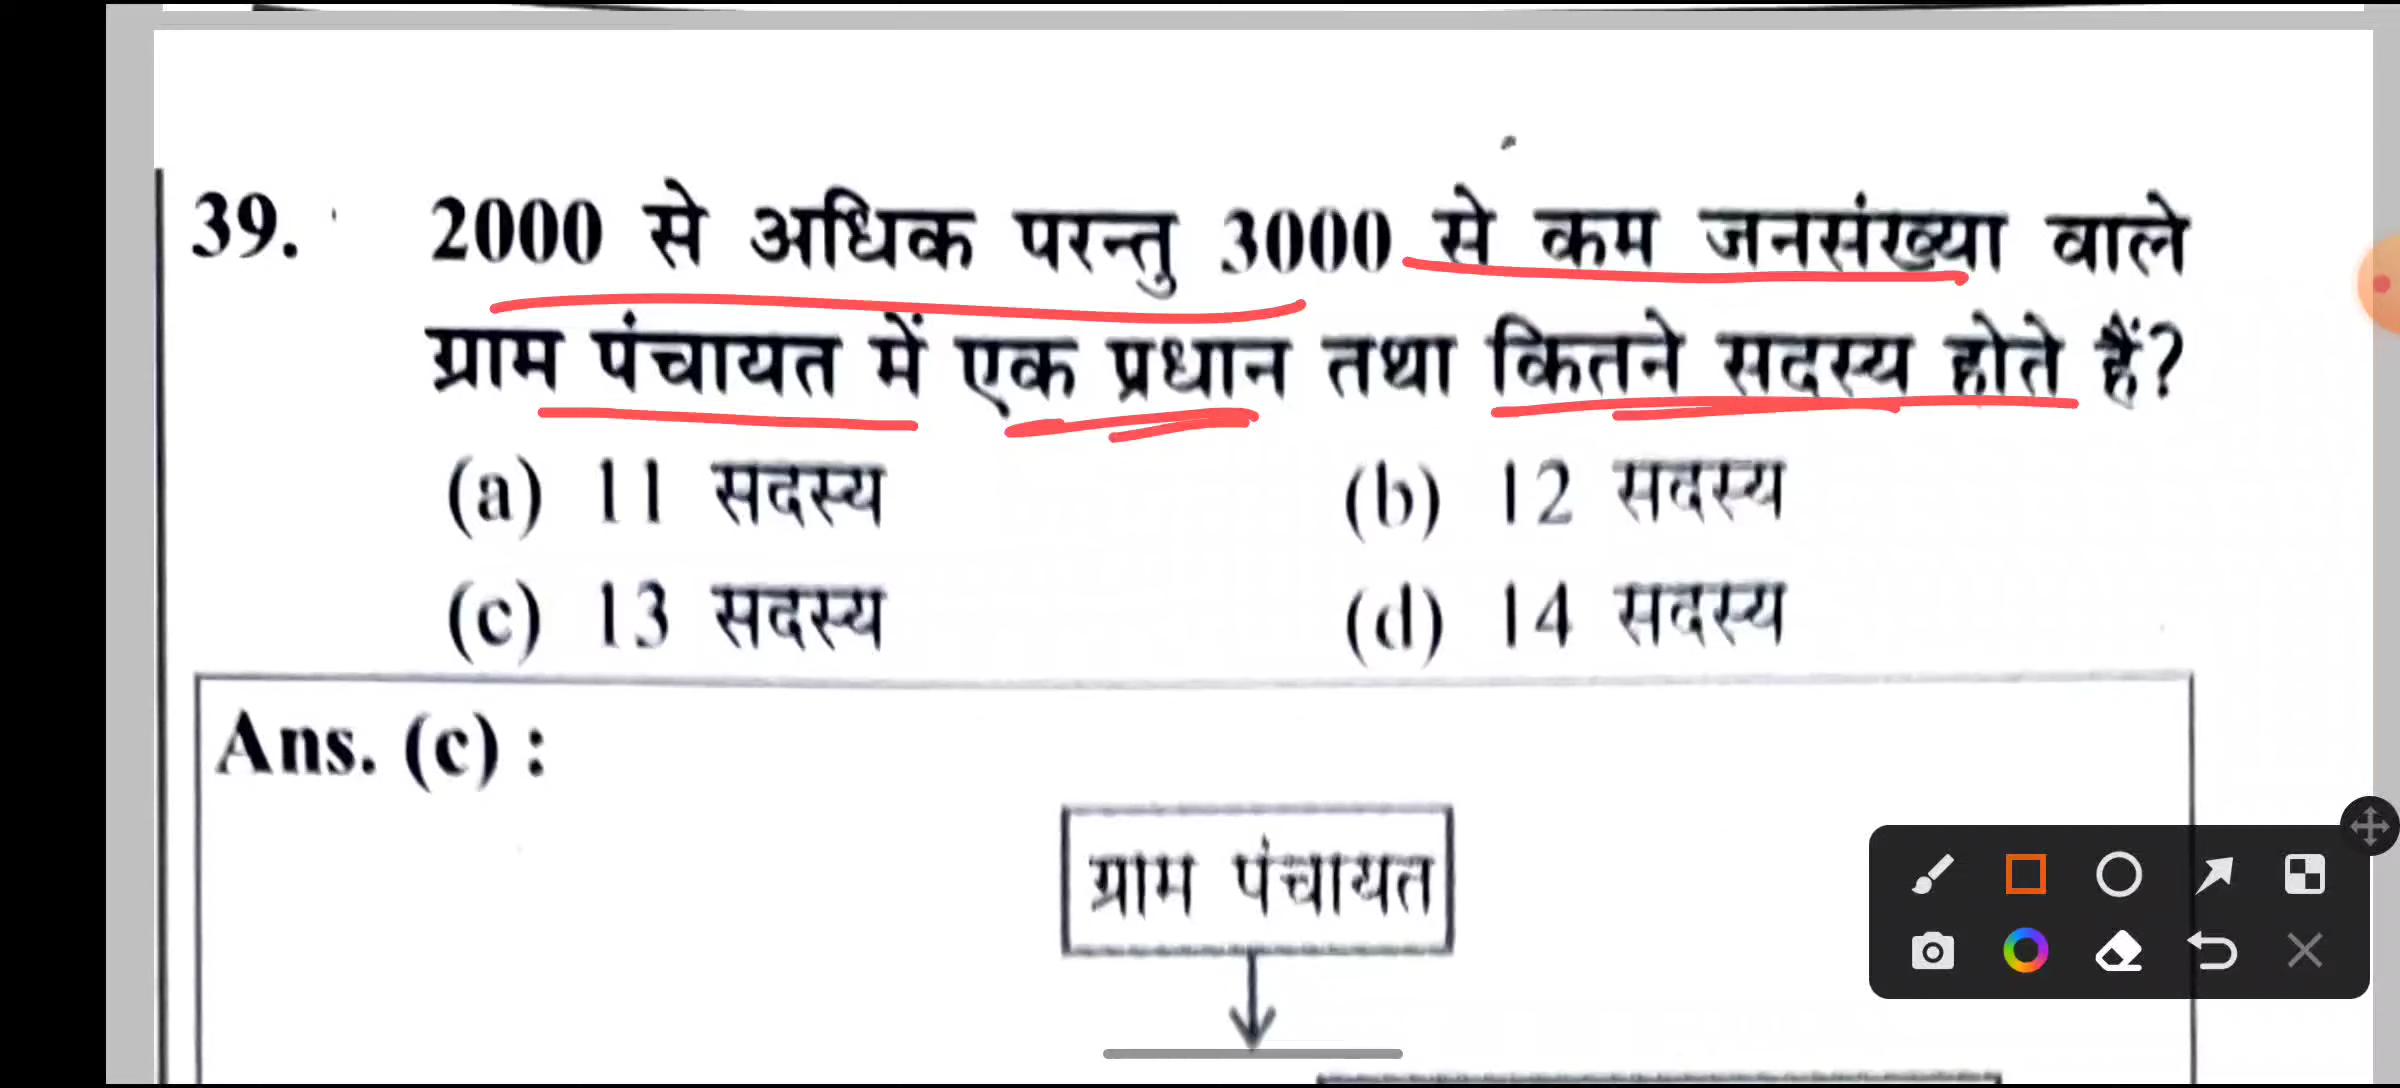 39. 2000 से अधिक परन्तु 3000 से कम जनसंख्या वाले
ग्राम पंचायत में एक प्रधान तथा कितने सदस्य होते हैं?
(a) 11 सदस्य (b) 12 सदस्य
(c) 13 सदस्य (d) 14 सदस्य
Ans. (c) :
ग्राम पंचायत